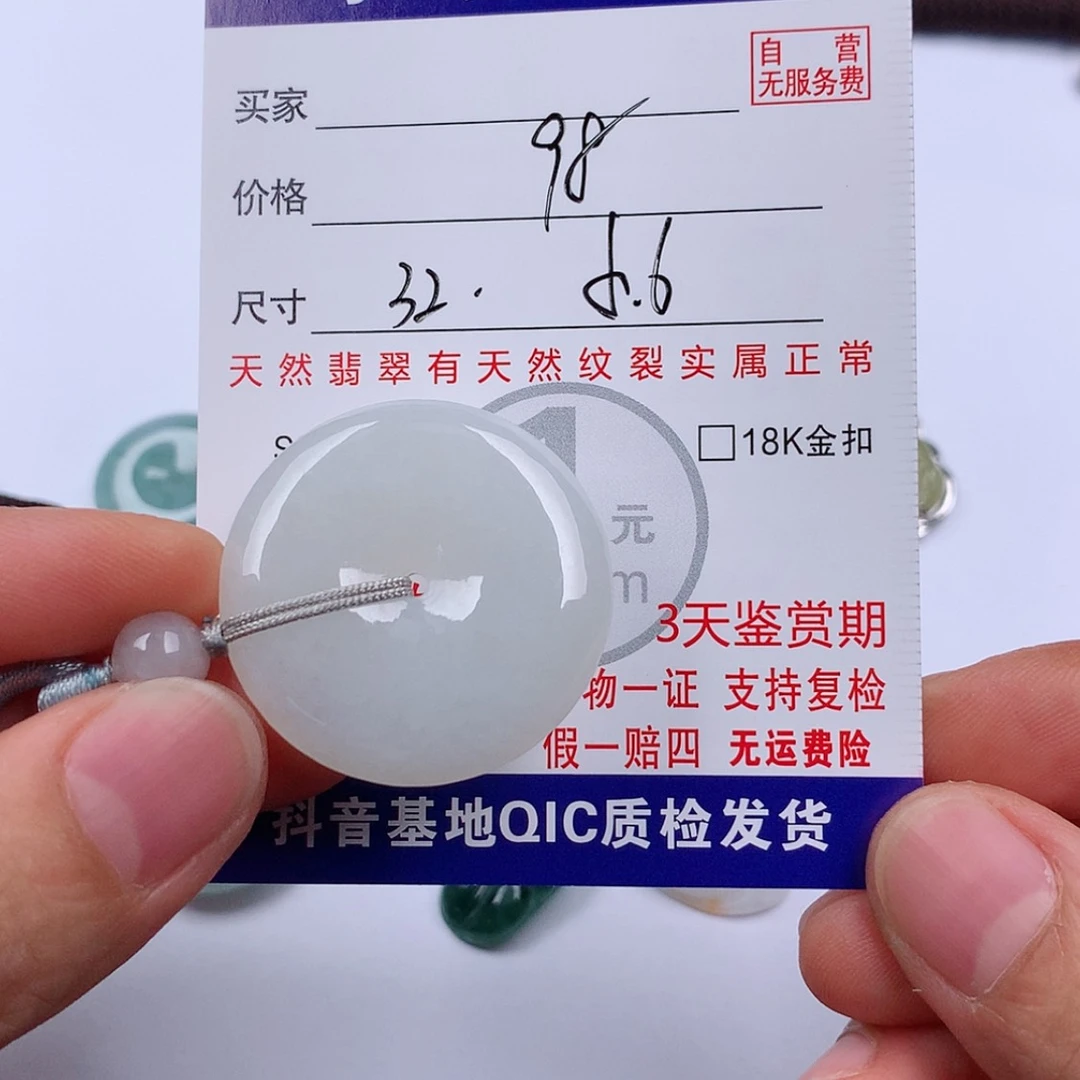 自 营
无服务费
买家
价格 98
尺寸 32. 8.6
天然翡翠有天然纹裂实属正常
S
□18K金扣
1
元
m
3天鉴赏期
物一证 支持复检
假一赔四 无运费险
抖音基地QIC质检发货